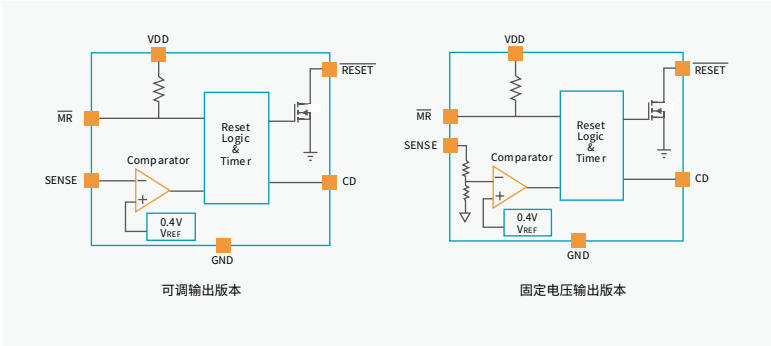 VDD
RESET
MR
Reset
Logic
&
Timer
Comparator
SENSE
CD
0.4V
VREF
GND
可调输出版本
VDD
RESET
MR
SENSE
Reset
Logic
&
Timer
Comparator
CD
0.4V
VREF
GND
固定电压输出版本